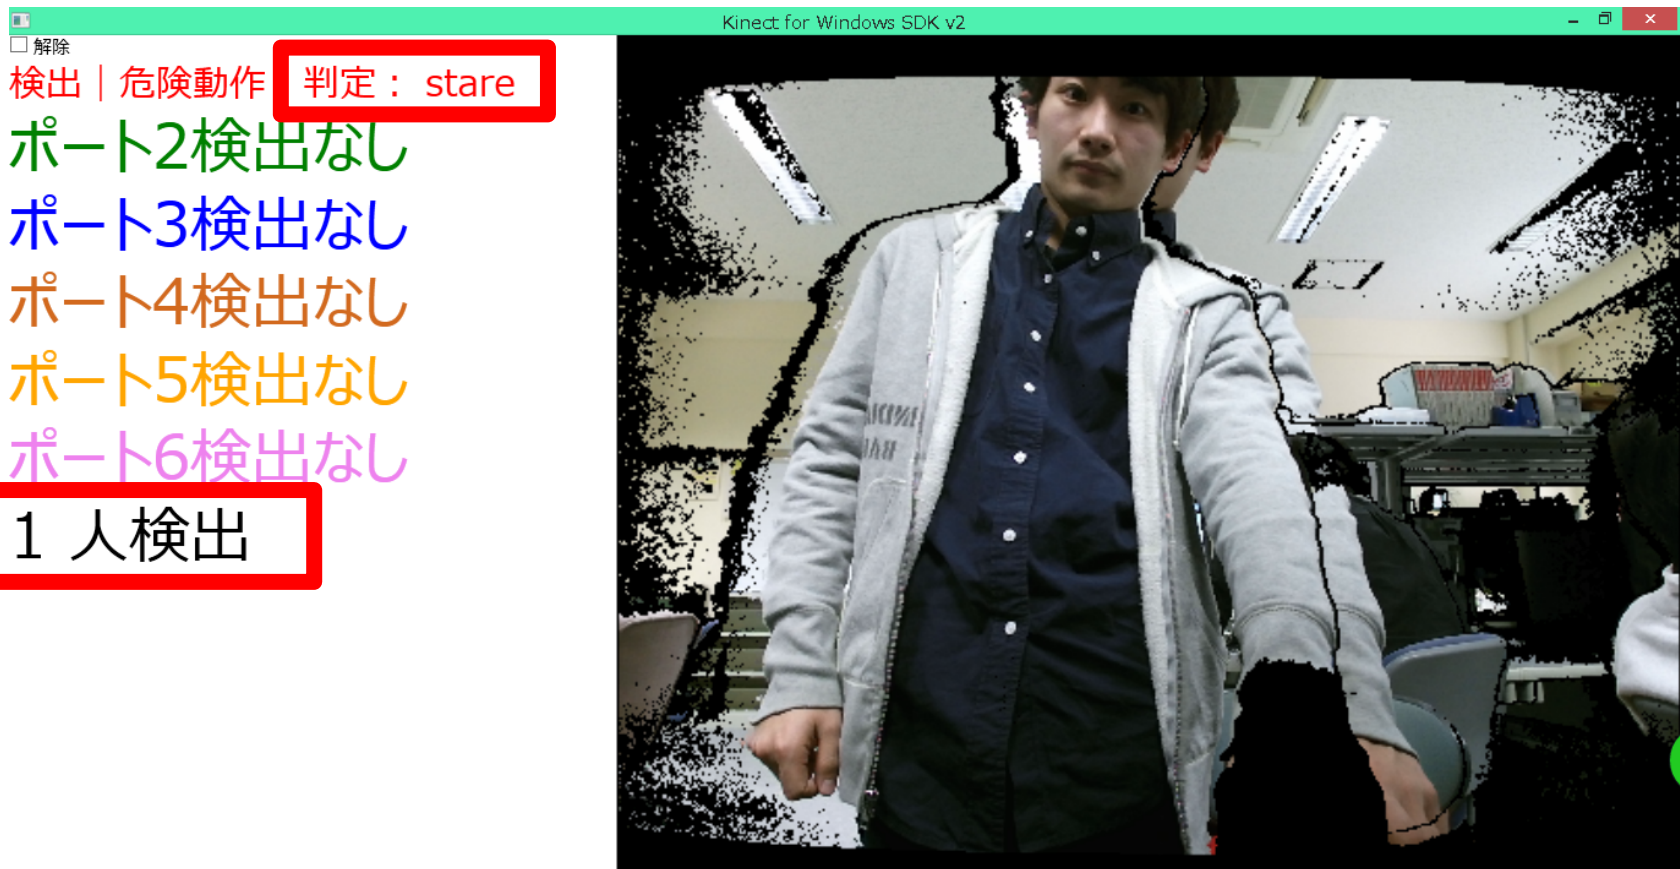 Kinect for Windows SDK v2
解除
検出｜危険動作 判定： stare
ポート2検出なし
ポート3検出なし
ポート4検出なし
ポート5検出なし
ポート6検出なし
1 人検出